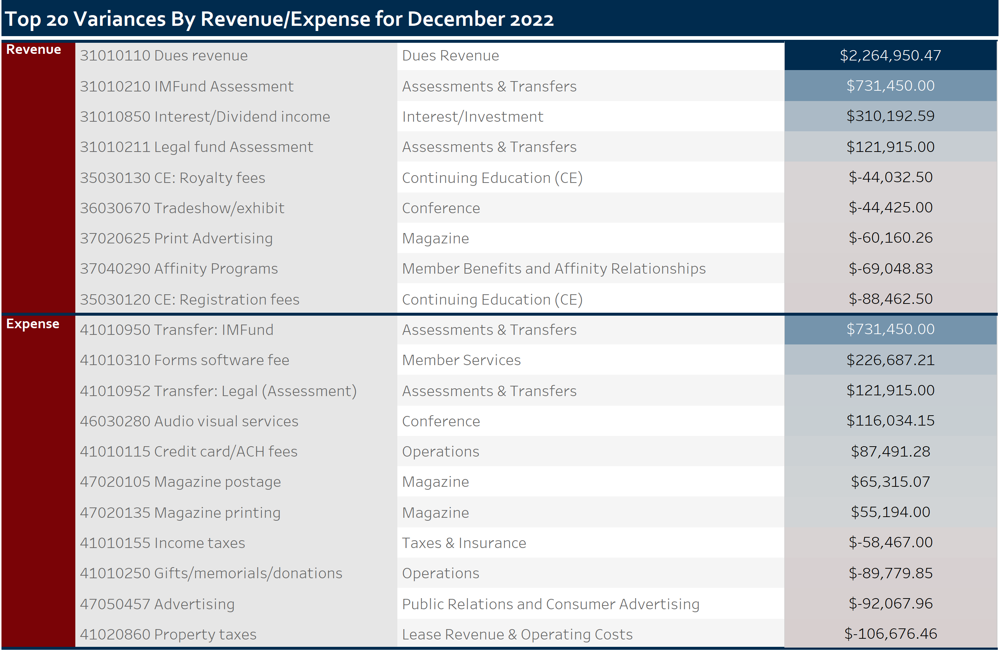 Top 20 Variances By Revenue/Expense for December 2022
Revenue 31010110 Dues revenue Dues Revenue $2,264,950.47
31010210 IMFund Assessment Assessments & Transfers $731,450.00
31010850 Interest/Dividend income Interest/Investment $310,192.59
31010211 Legal fund Assessment Assessments & Transfers $121,915.00
35030130 CE: Royalty fees Continuing Education (CE) $-44,032.50
36030670 Tradeshow/exhibit Conference $-44,425.00
37020625 Print Advertising Magazine $-60,160.26
37040290 Affinity Programs Member Benefits and Affinity Relationships $-69,048.83
35030120 CE: Registration fees Continuing Education (CE) $-88,462.50
Expense 41010950 Transfer: IMFund Assessments & Transfers $731,450.00
41010310 Forms software fee Member Services $226,687.21
41010952 Transfer: Legal (Assessment) Assessments & Transfers $121,915.00
46030280 Audio visual services Conference $116,034.15
41010115 Credit card/ACH fees Operations $87,491.28
47020105 Magazine postage Magazine $65,315.07
47020135 Magazine printing Magazine $55,194.00
41010155 Income taxes Taxes & Insurance $-58,467.00
41010250 Gifts/memorials/donations Operations $-89,779.85
47050457 Advertising Public Relations and Consumer Advertising $-92,067.96
41020860 Property taxes Lease Revenue & Operating Costs $-106,676.46